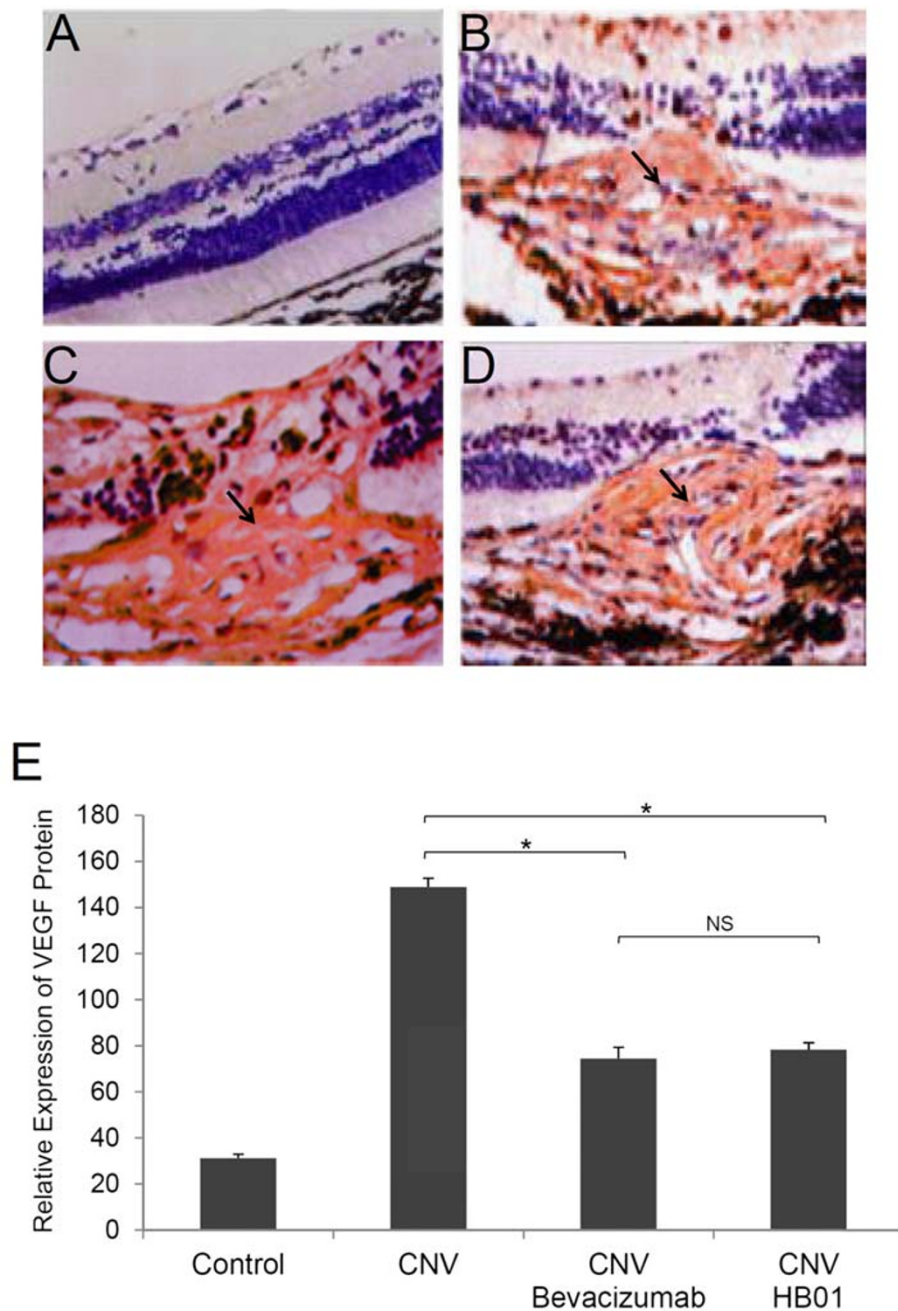 A
B
C
D
E
Relative Expression of VEGF Protein
180
160
140
120
100
80
60
40
20
0
*
*
NS
Control
CNV
CNV
Bevacizumab
CNV
HB01